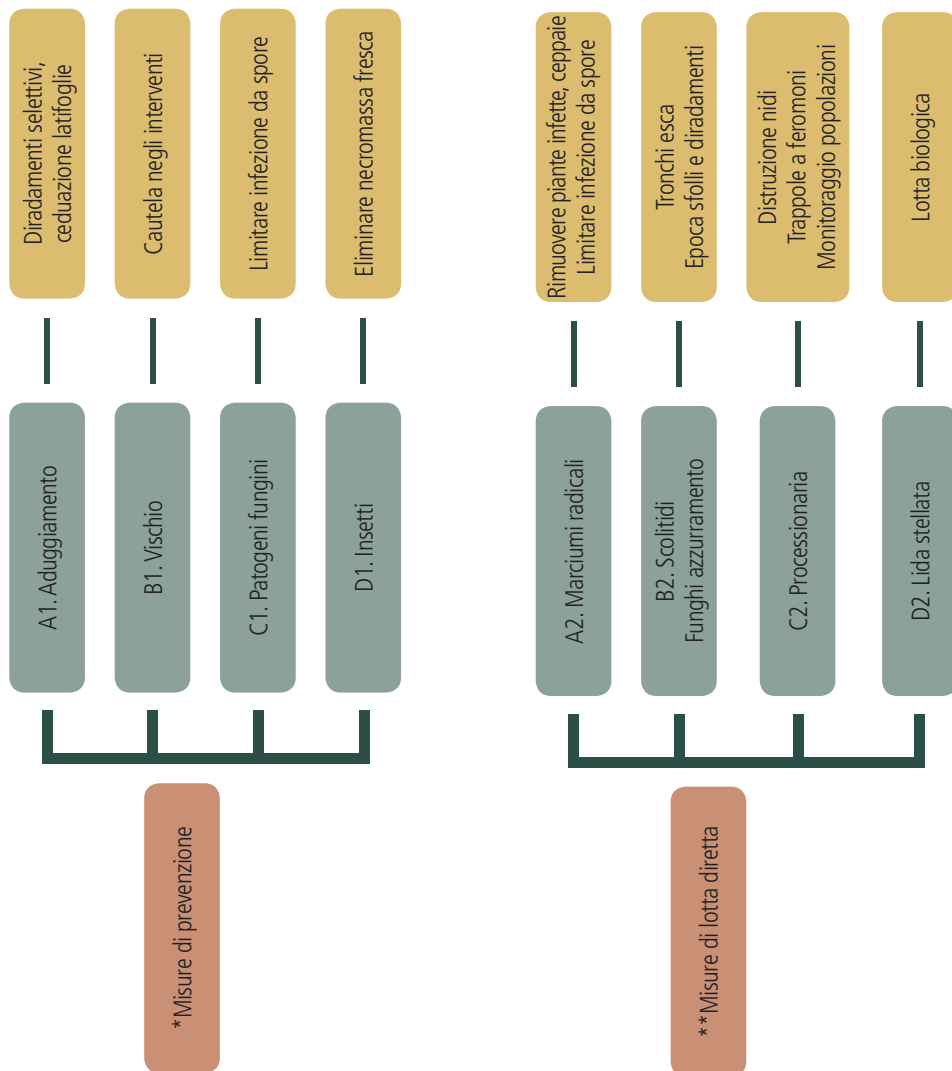 *Misure di prevenzione
A1. Aduggiamento
Diradamenti selettivi,
ceduazione latifoglie
B1. Vischio
Cautela negli interventi
C1. Patogeni fungini
Limitare infezione da spore
D1. Insetti
Eliminare necromassa fresca
**Misure di lotta diretta
A2. Marciumi radicali
Rimuovere piante infette, ceppaie
Limitare infezione da spore
B2. Scolitidi
Funghi azzurramento
Tronchi esca
Epoca sfolli e diradamenti
C2. Processionaria
Distruzione nidi
Trappole a feromoni
Monitoraggio popolazioni
D2. Lida stellata
Lotta biologica